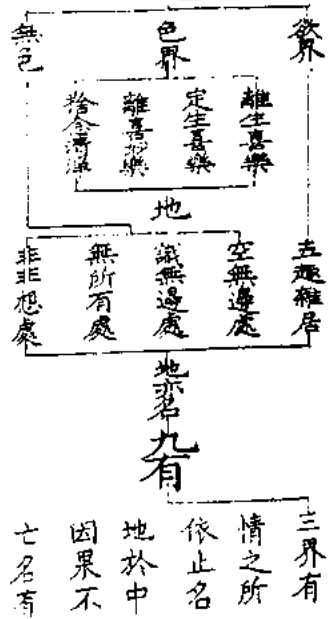 欲界
色界
無色
離生喜樂
定生喜樂
離喜妙樂
捨念清淨
地
五趣雜居
空無邊處
識無邊處
無所有處
非非想處
地亦名
九有
三界有
情之所
依止名
地於中
因果不
亡名有